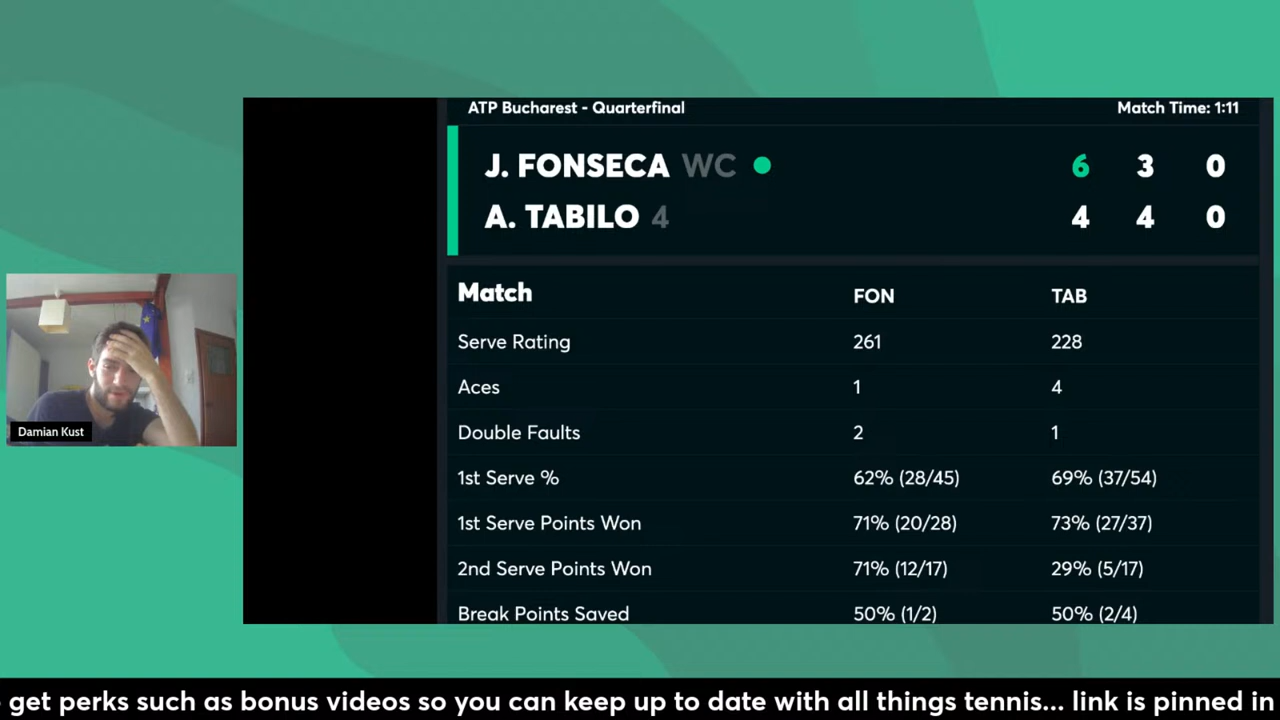 ATP Bucharest - Quarterfinal Match Time: 1:11
J. FONSECA WC 6 3 0
A. TABILO 4 4 4 0
Match FON TAB
Serve Rating 261 228
Aces 1 4
Double Faults 2 1
1st Serve % 62% (28/45) 69% (37/54)
1st Serve Points Won 71% (20/28) 73% (27/37)
2nd Serve Points Won 71% (12/17) 29% (5/17)
Break Points Saved 50% (1/2) 50% (2/4)
Damian Kust
get perks such as bonus videos so you can keep up to date with all things tennis... link is pinned in